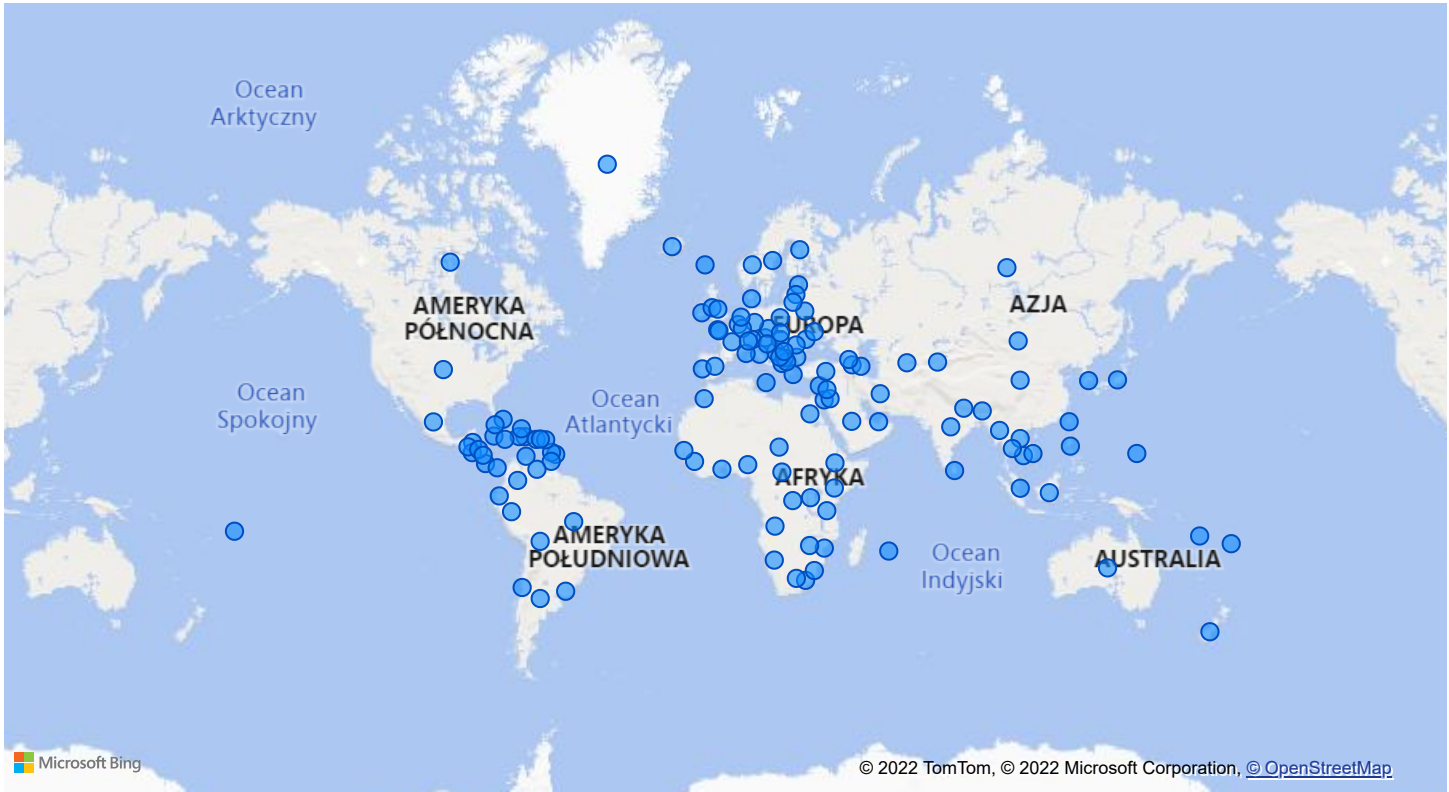 Ocean
Arktyczny
AMERYKA
PÓŁNOCNA
EUROPA
AZJA
Ocean
Spokojny
Ocean
Atlantycki
AFRYKA
AMERYKA
POŁUDNIOWA
Ocean
Indyjski
AUSTRALIA
Microsoft Bing
© 2022 TomTom, © 2022 Microsoft Corporation, © OpenStreetMap